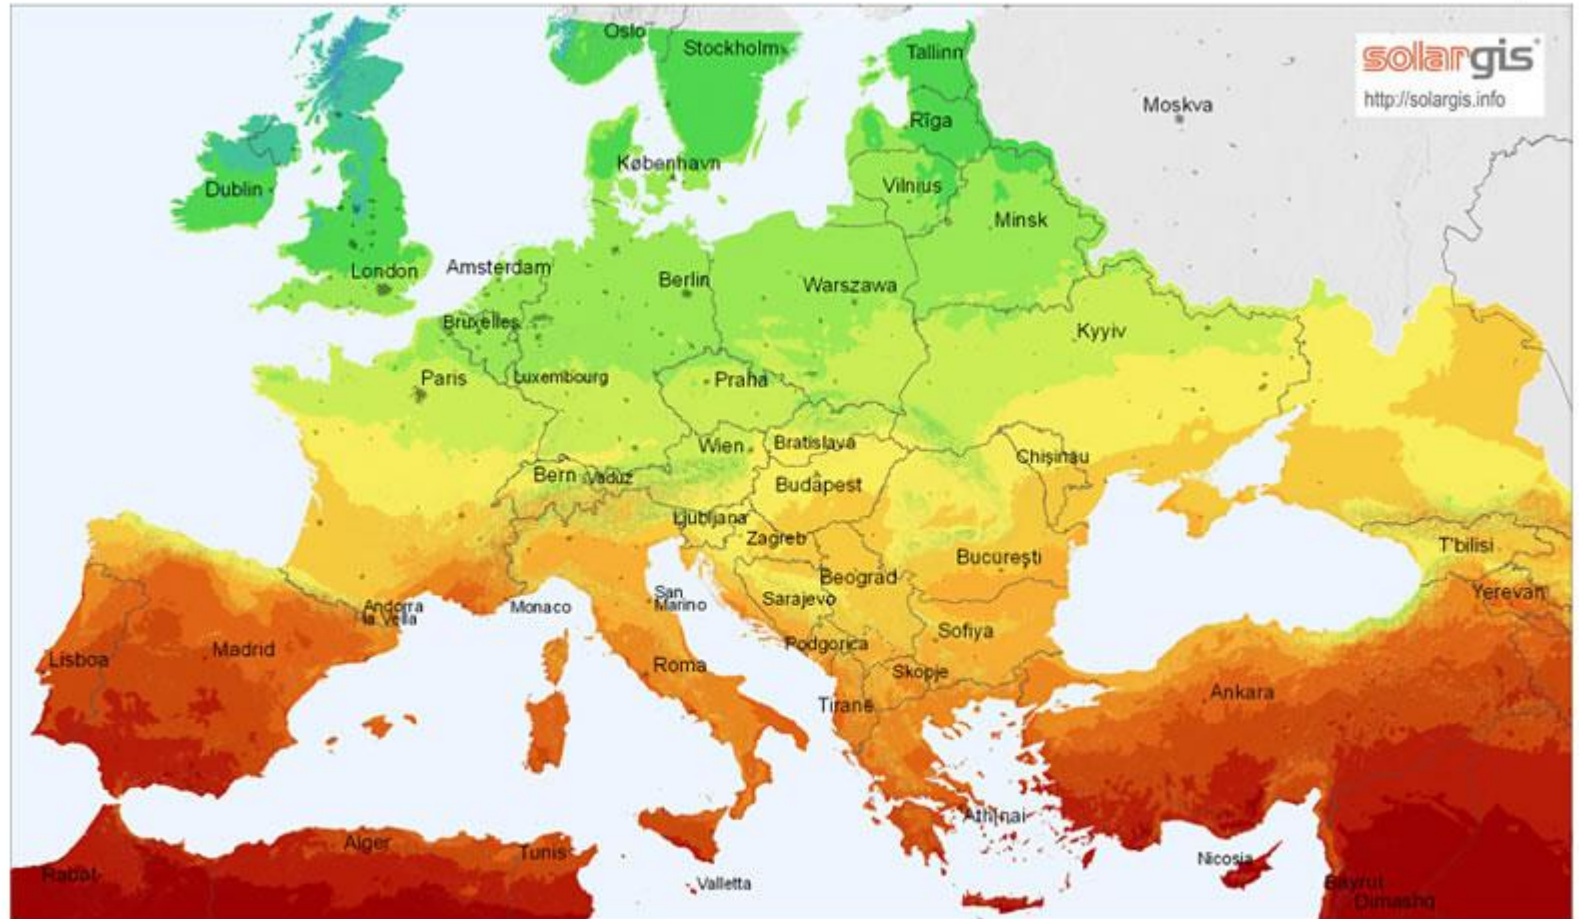 Oslo
Stockholm
Tallinn
solargis
http://solargis.info
Moskva
Rīga
København
Dublin
Vilnius
Minsk
London
Amsterdam
Berlin
Warszawa
Bruxelles
Kyyiv
Paris
Luxembourg
Praha
Wien
Bratislava
Chişinău
Bern
Vaduz
Budapest
Ljubljana
Zagreb
T'bilisi
Bucureşti
Beograd
Yerevan
Andorra
la Vella
Monaco
San
Marino
Sarajevo
Sofiya
Podgorica
Madrid
Lisboa
Roma
Skopje
Ankara
Tirane
Athinai
Alger
Tunis
Nicosia
Rabat
Valletta
Bayrut
Dimashq